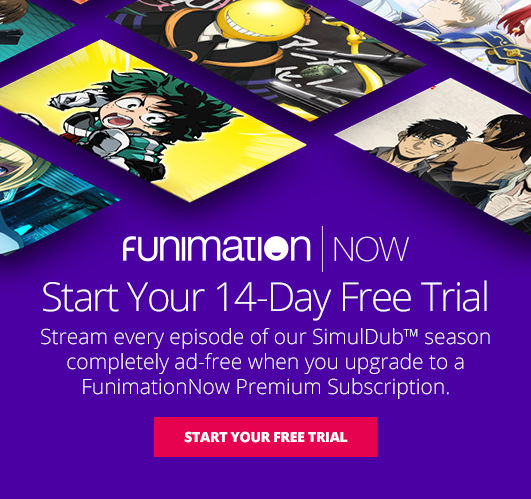 FUNIMATION | NOW
Start Your 14-Day Free Trial
Stream every episode of our SimulDub™ season
completely ad-free when you upgrade to a
FunimationNow Premium Subscription.
START YOUR FREE TRIAL